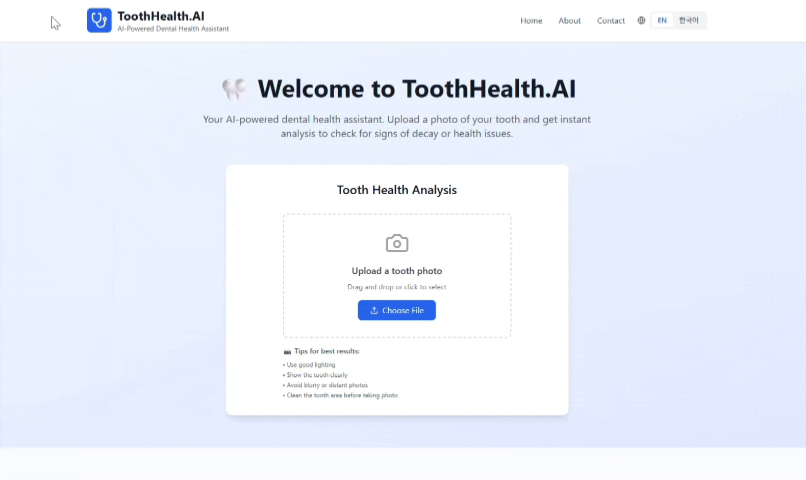 ToothHealth.AI
AI-Powered Dental Health Assistant
Home About Contact EN 한국어
Welcome to ToothHealth.AI
Your AI-powered dental health assistant. Upload a photo of your tooth and get instant
analysis to check for signs of decay or health issues.
Tooth Health Analysis
Upload a tooth photo
Drag and drop or click to select
Choose File
Tips for best results:
• Use good lighting
• Show the tooth clearly
• Avoid blurry or distant photos
• Clean the tooth area before taking photo